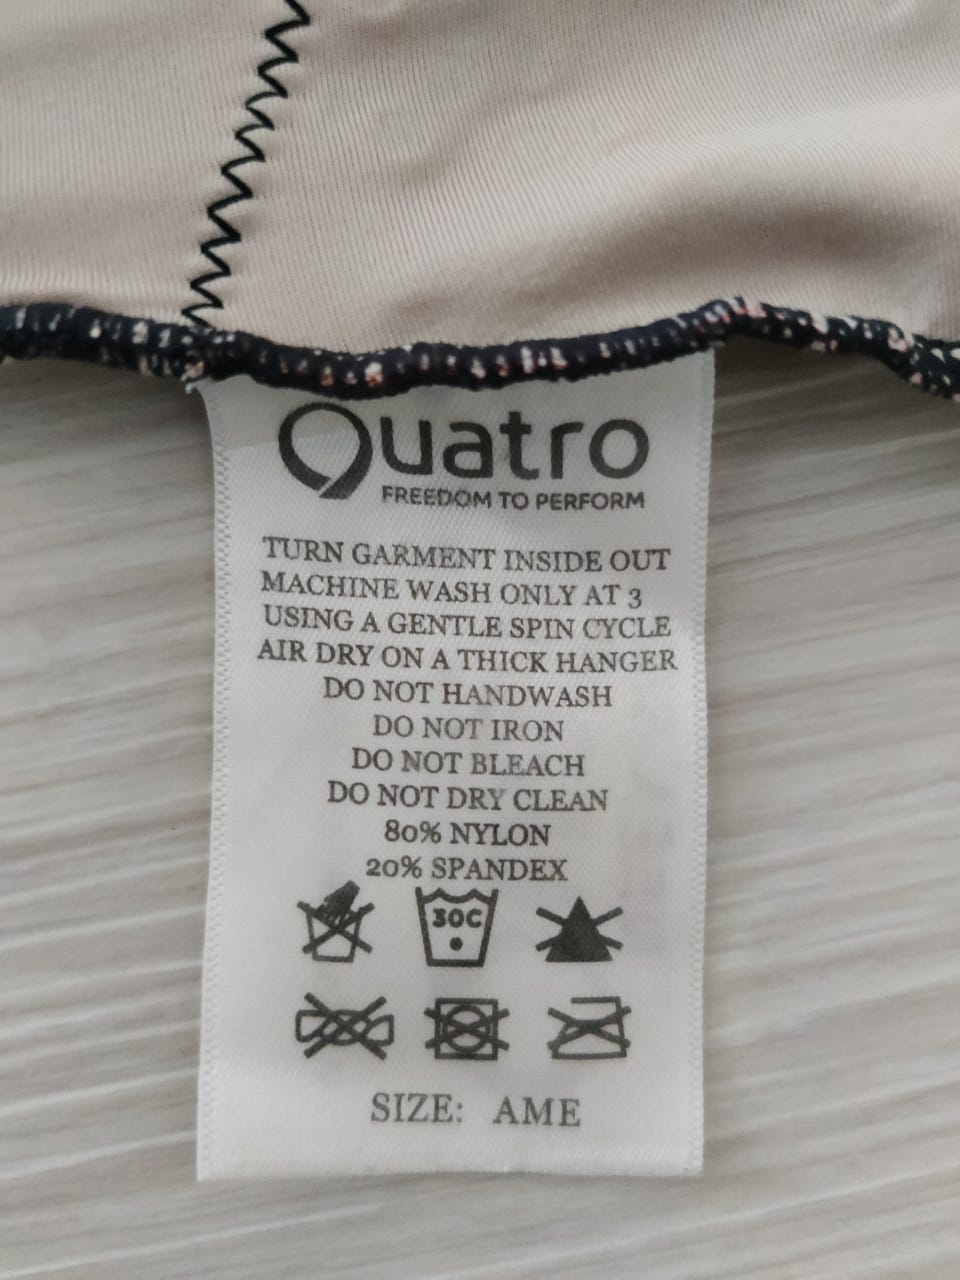 Quatro
FREEDOM TO PERFORM
TURN GARMENT INSIDE OUT
MACHINE WASH ONLY AT 3
USING A GENTLE SPIN CYCLE
AIR DRY ON A THICK HANGER
DO NOT HANDWASH
DO NOT IRON
DO NOT BLEACH
DO NOT DRY CLEAN
80% NYLON
20% SPANDEX
30C
SIZE: AME